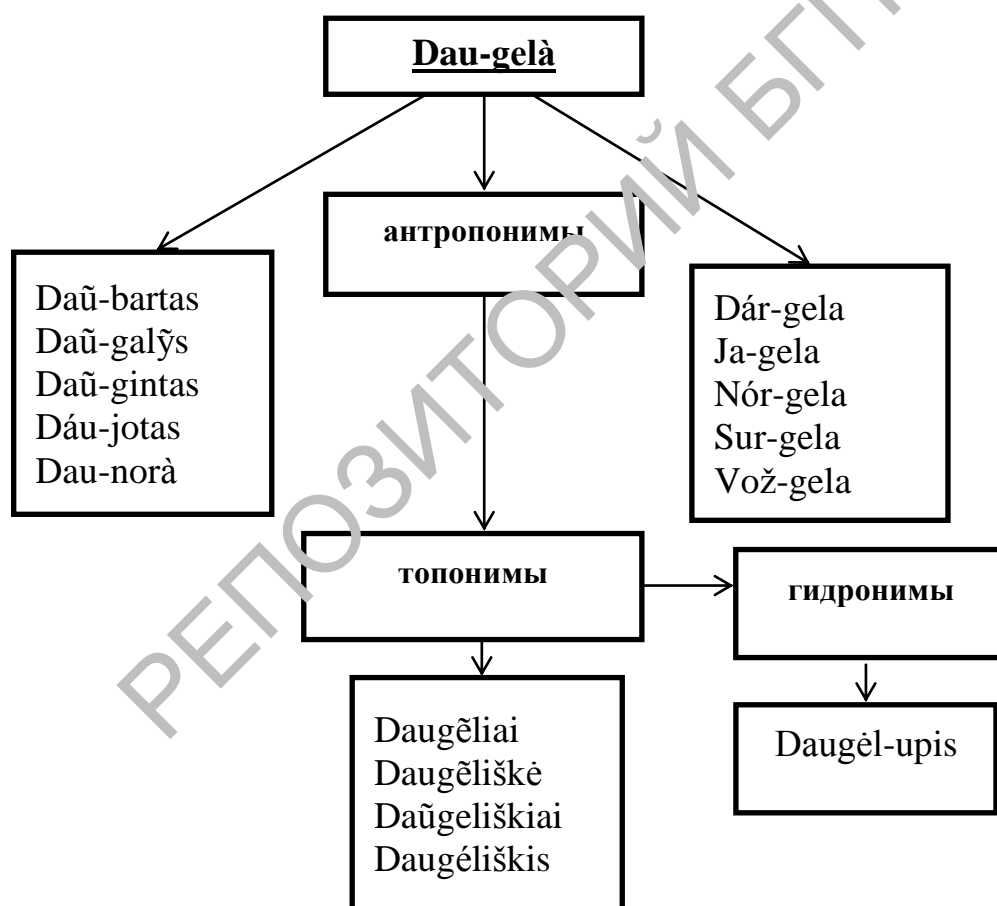 Dau-gelà
антропонимы
Daũ-bartas
Daũ-galỹs
Daũ-gintas
Dáu-jotas
Dau-norà
Dár-gela
Ja-gela
Nór-gela
Sur-gela
Vož-gela
топонимы
гидронимы
Daugẽliai
Daugẽliškė
Daũgeliškiai
Daugéliškis
Daugėl-upis
РЕПОЗИТОРИЙ